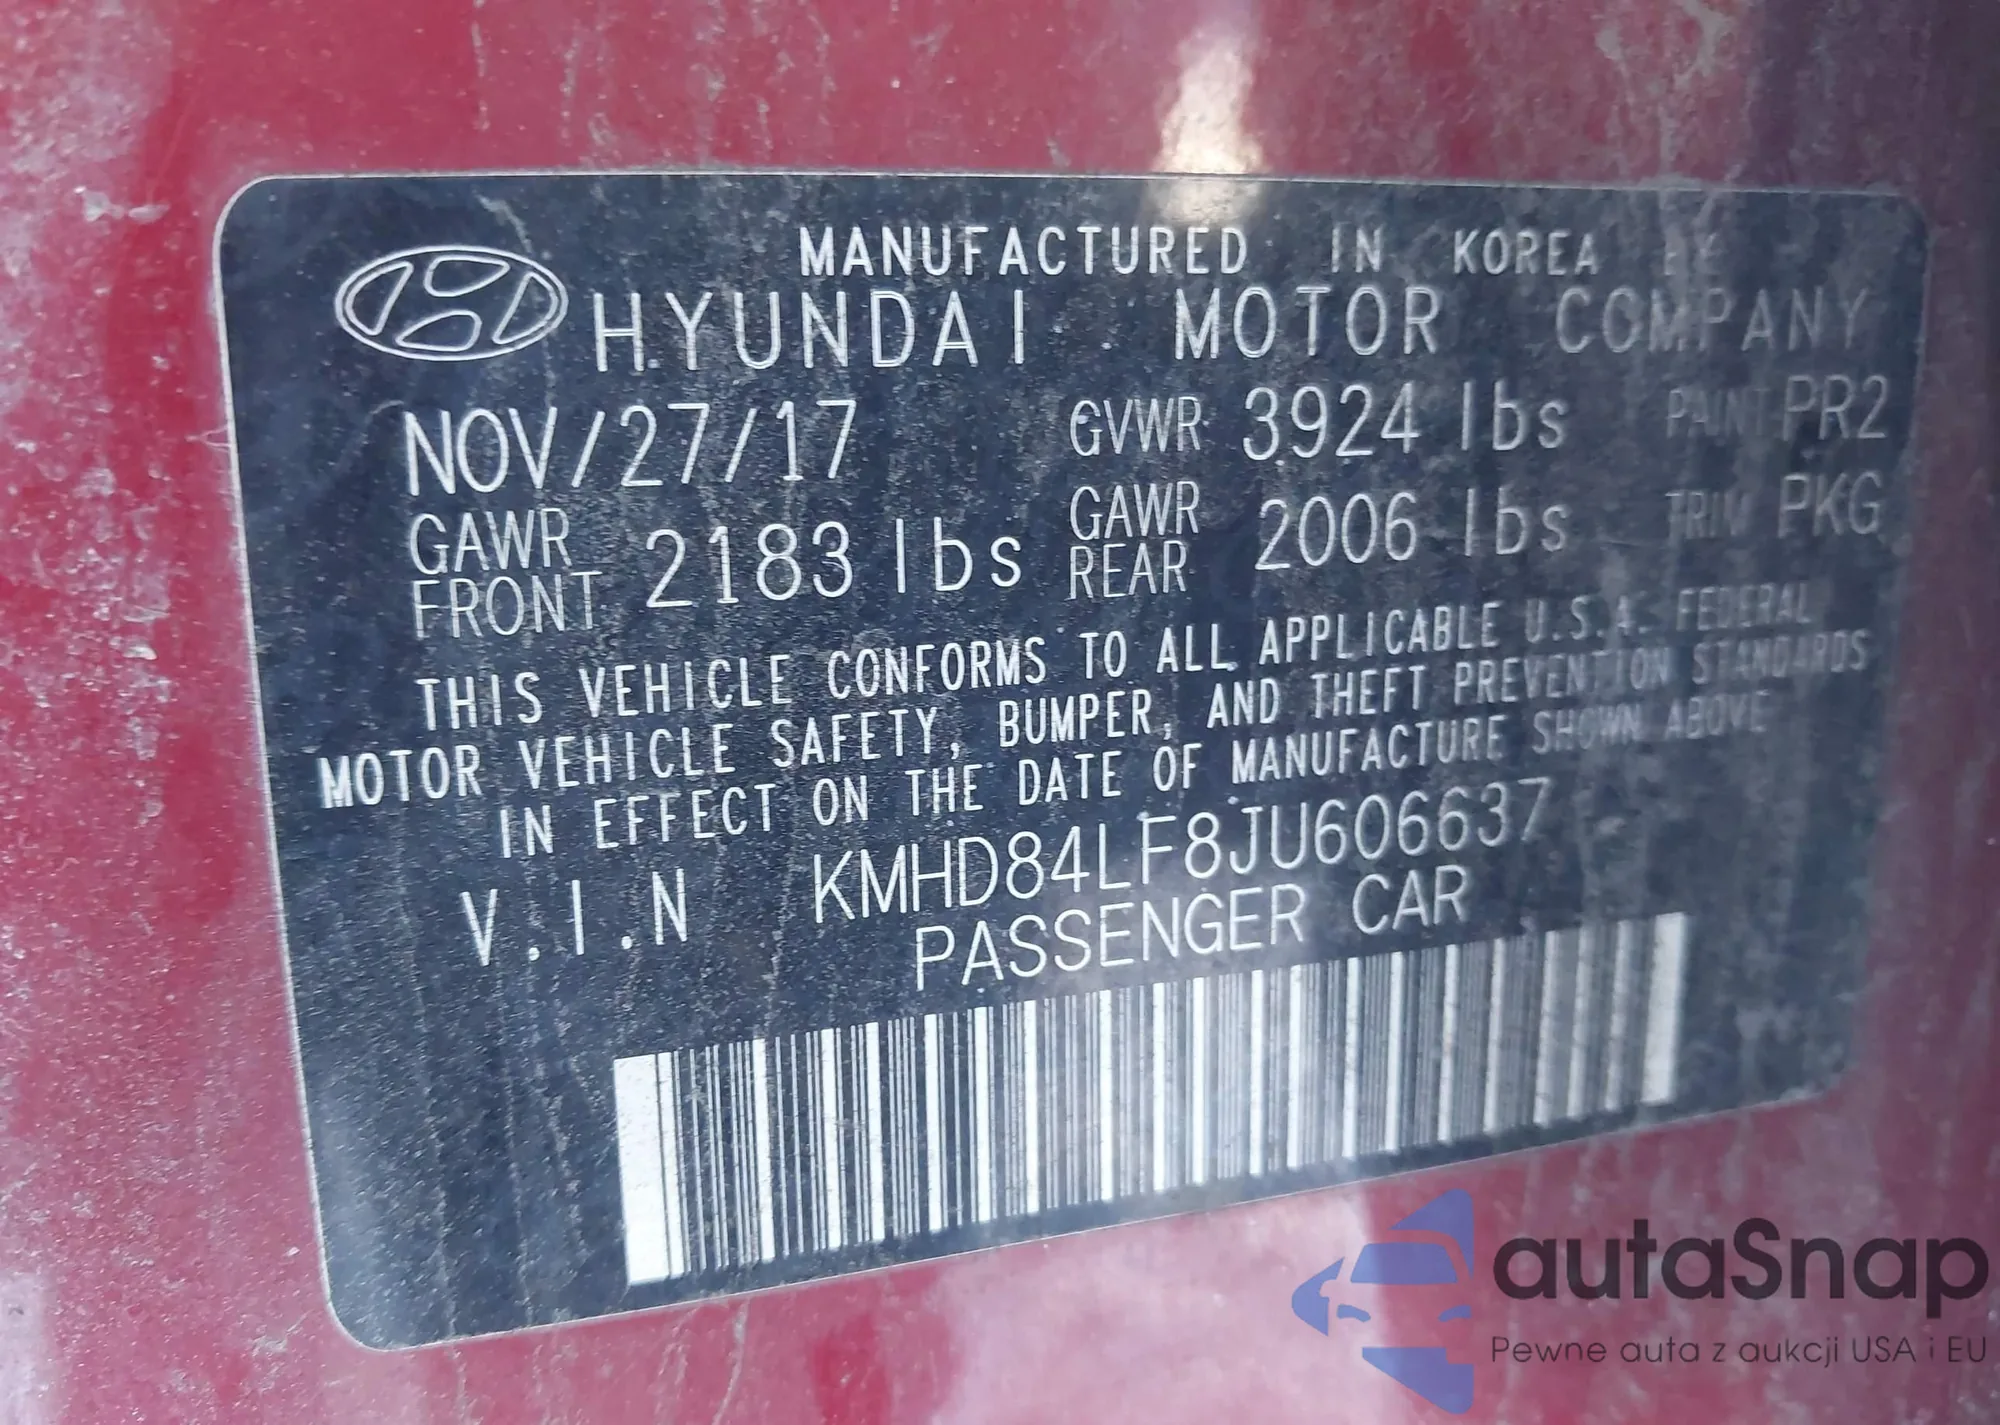 MANUFACTURED IN KOREA BY
HYUNDAI MOTOR COMPANY
NOV/27/17 GVWR 3924 lbs PAINT PR2
GAWR FRONT 2183 lbs GAWR REAR 2006 lbs TRIM PKG
THIS VEHICLE CONFORMS TO ALL APPLICABLE U.S.A. FEDERAL
MOTOR VEHICLE SAFETY, BUMPER, AND THEFT PREVENTION STANDARDS
IN EFFECT ON THE DATE OF MANUFACTURE SHOWN ABOVE
V.I.N KMHD84LF8JU606637
PASSENGER CAR
autaSnap
Pewne auta z aukcji USA i EU